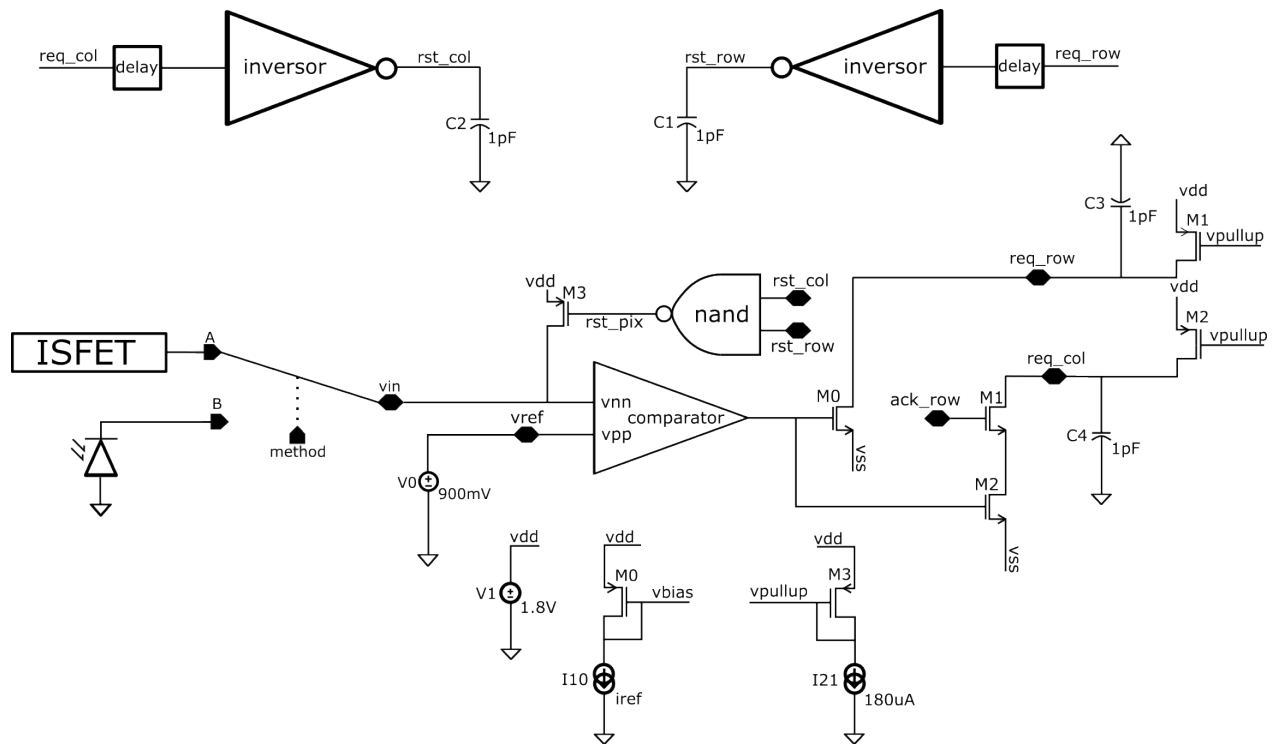 req_col
delay
inversor
rst_col
C2
1pF
rst_row
C1
1pF
inversor
delay
req_row
C3
1pF
vdd
M1
vpullup
req_row
vdd
M2
vpullup
req_col
C4
1pF
vdd
M3
rst_pix
nand
rst_col
rst_row
ISFET
A
B
method
vin
vref
vnn
vpp
comparator
V0
900mV
M0
vss
ack_row
M1
M2
vss
vdd
V1
1.8V
vdd
M0
vbias
I10
iref
vdd
M3
vpullup
I21
180uA